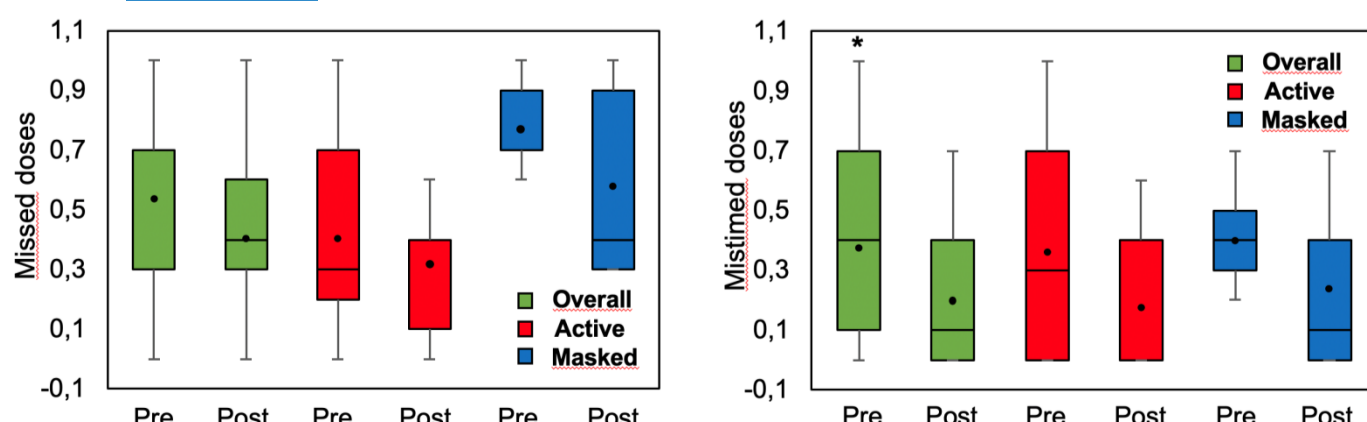 Missed doses
1,1
0,9
0,7
0,5
0,3
0,1
-0,1
Overall
Active
Masked
Pre Post Pre Post Pre Post
Mistimed doses
1,1
0,9
0,7
0,5
0,3
0,1
-0,1
*
Overall
Active
Masked
Pre Post Pre Post Pre Post